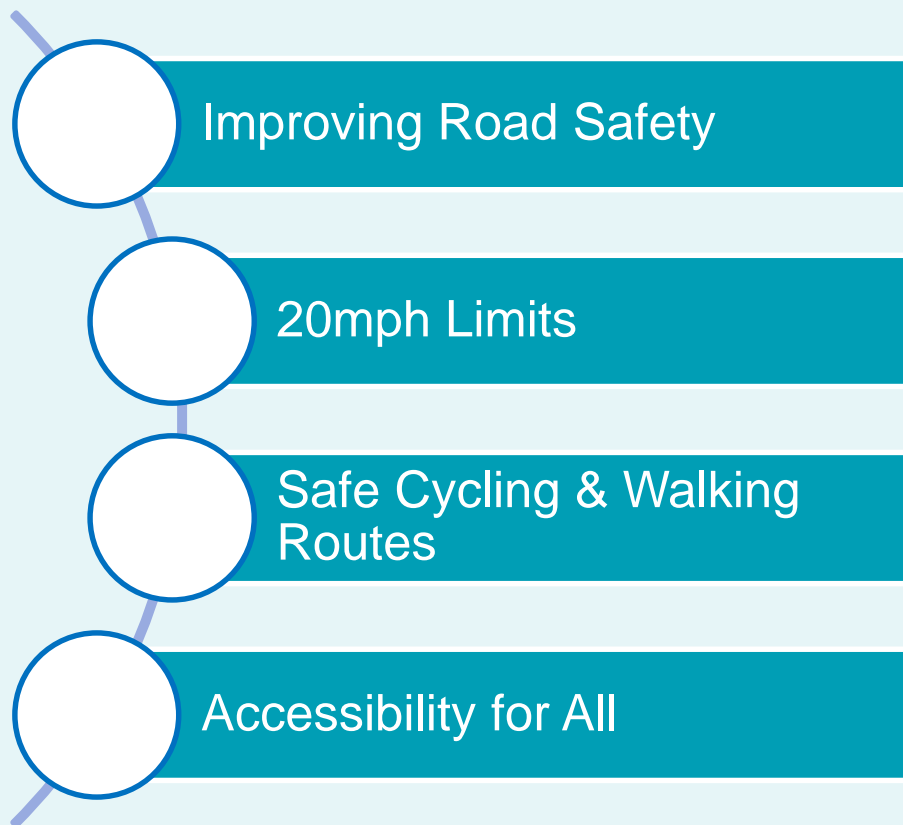 Improving Road Safety
20mph Limits
Safe Cycling & Walking
Routes
Accessibility for All